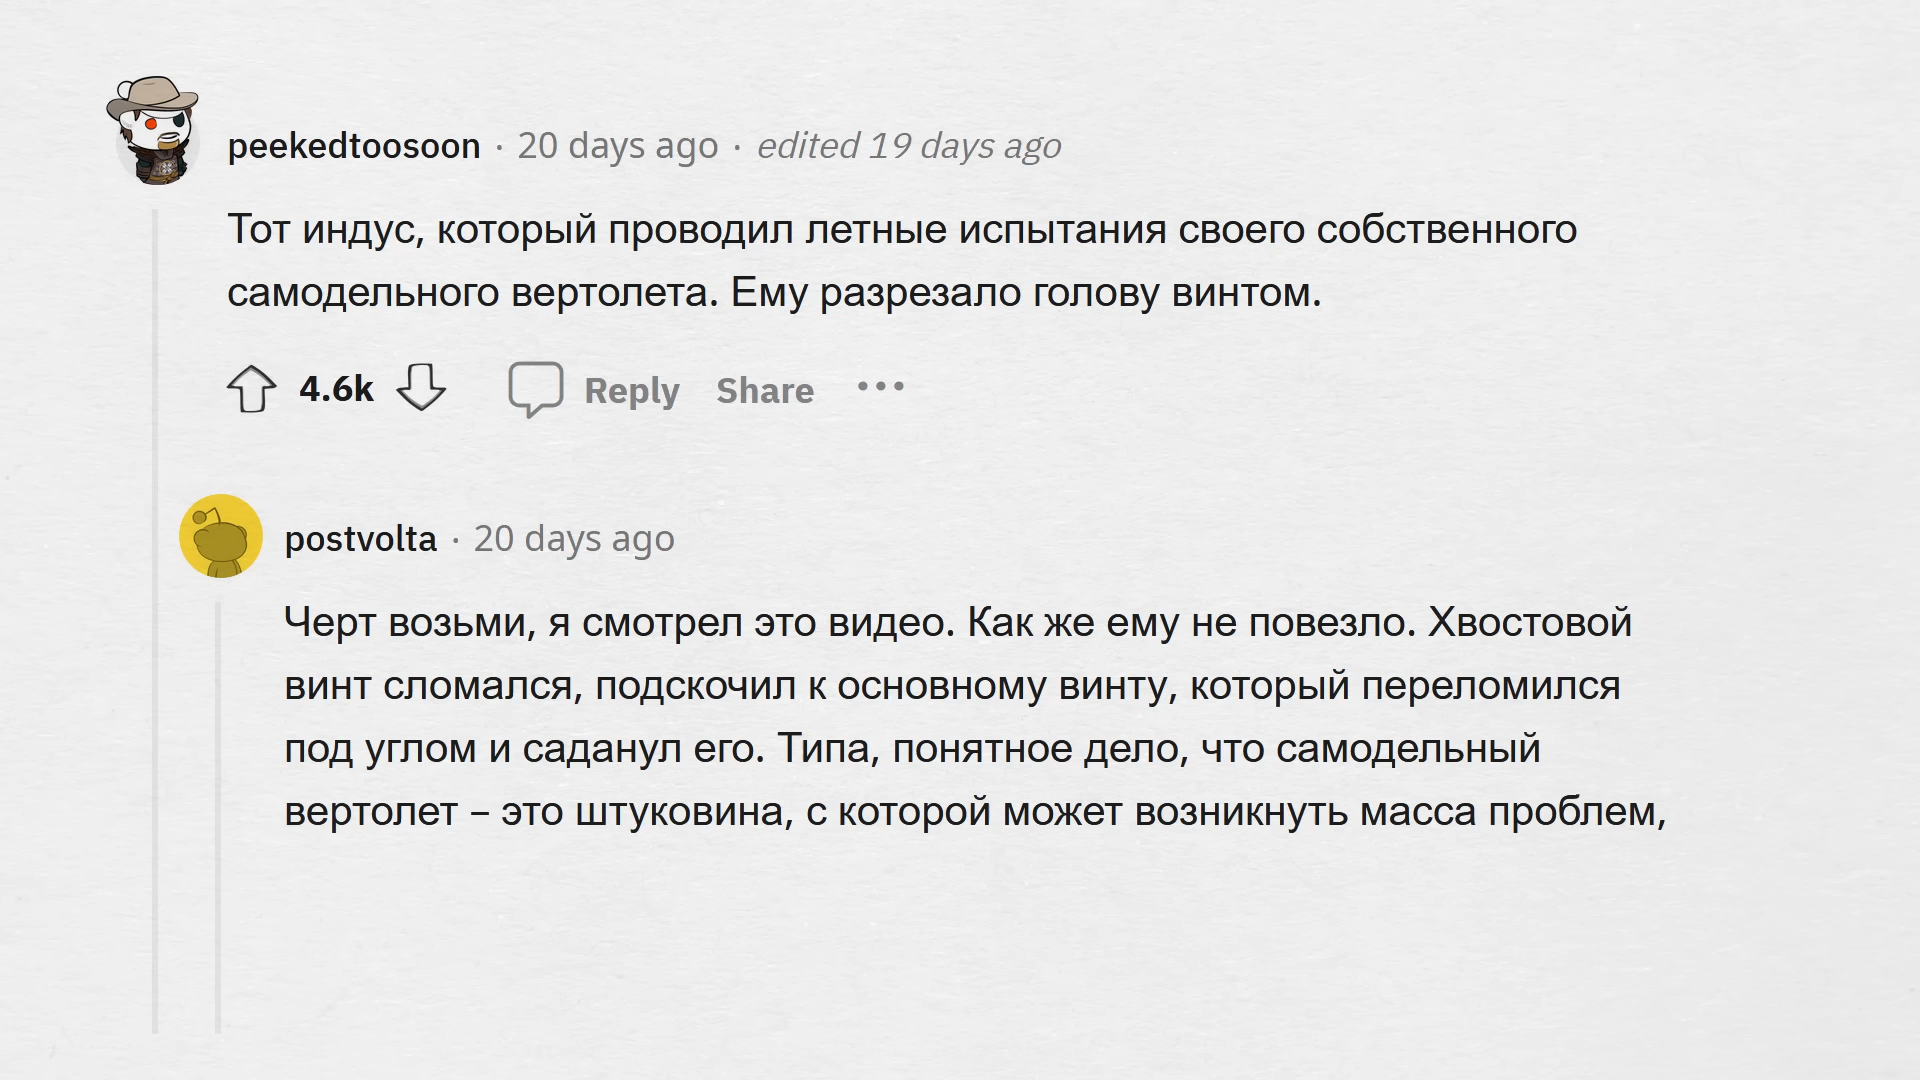 peekedtoosoon · 20 days ago · edited 19 days ago
Тот индус, который проводил летные испытания своего собственного
самодельного вертолета. Ему разрезало голову винтом.
4.6k Reply Share ···
postvolta · 20 days ago
Черт возьми, я смотрел это видео. Как же ему не повезло. Хвостовой
винт сломался, подскочил к основному винту, который переломился
под углом и саданул его. Типа, понятное дело, что самодельный
вертолет – это штуковина, с которой может возникнуть масса проблем,